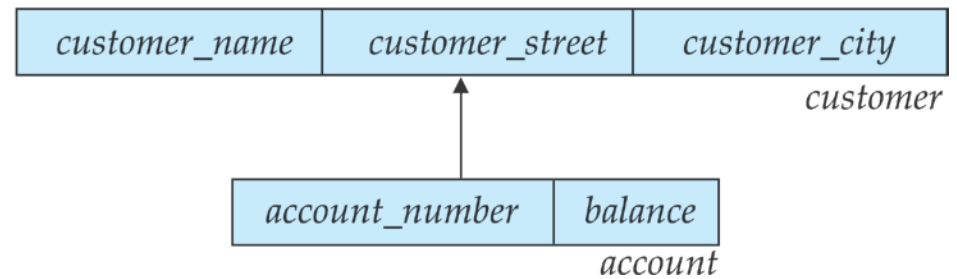 customer_name customer_street customer_city
customer
account_number balance
account